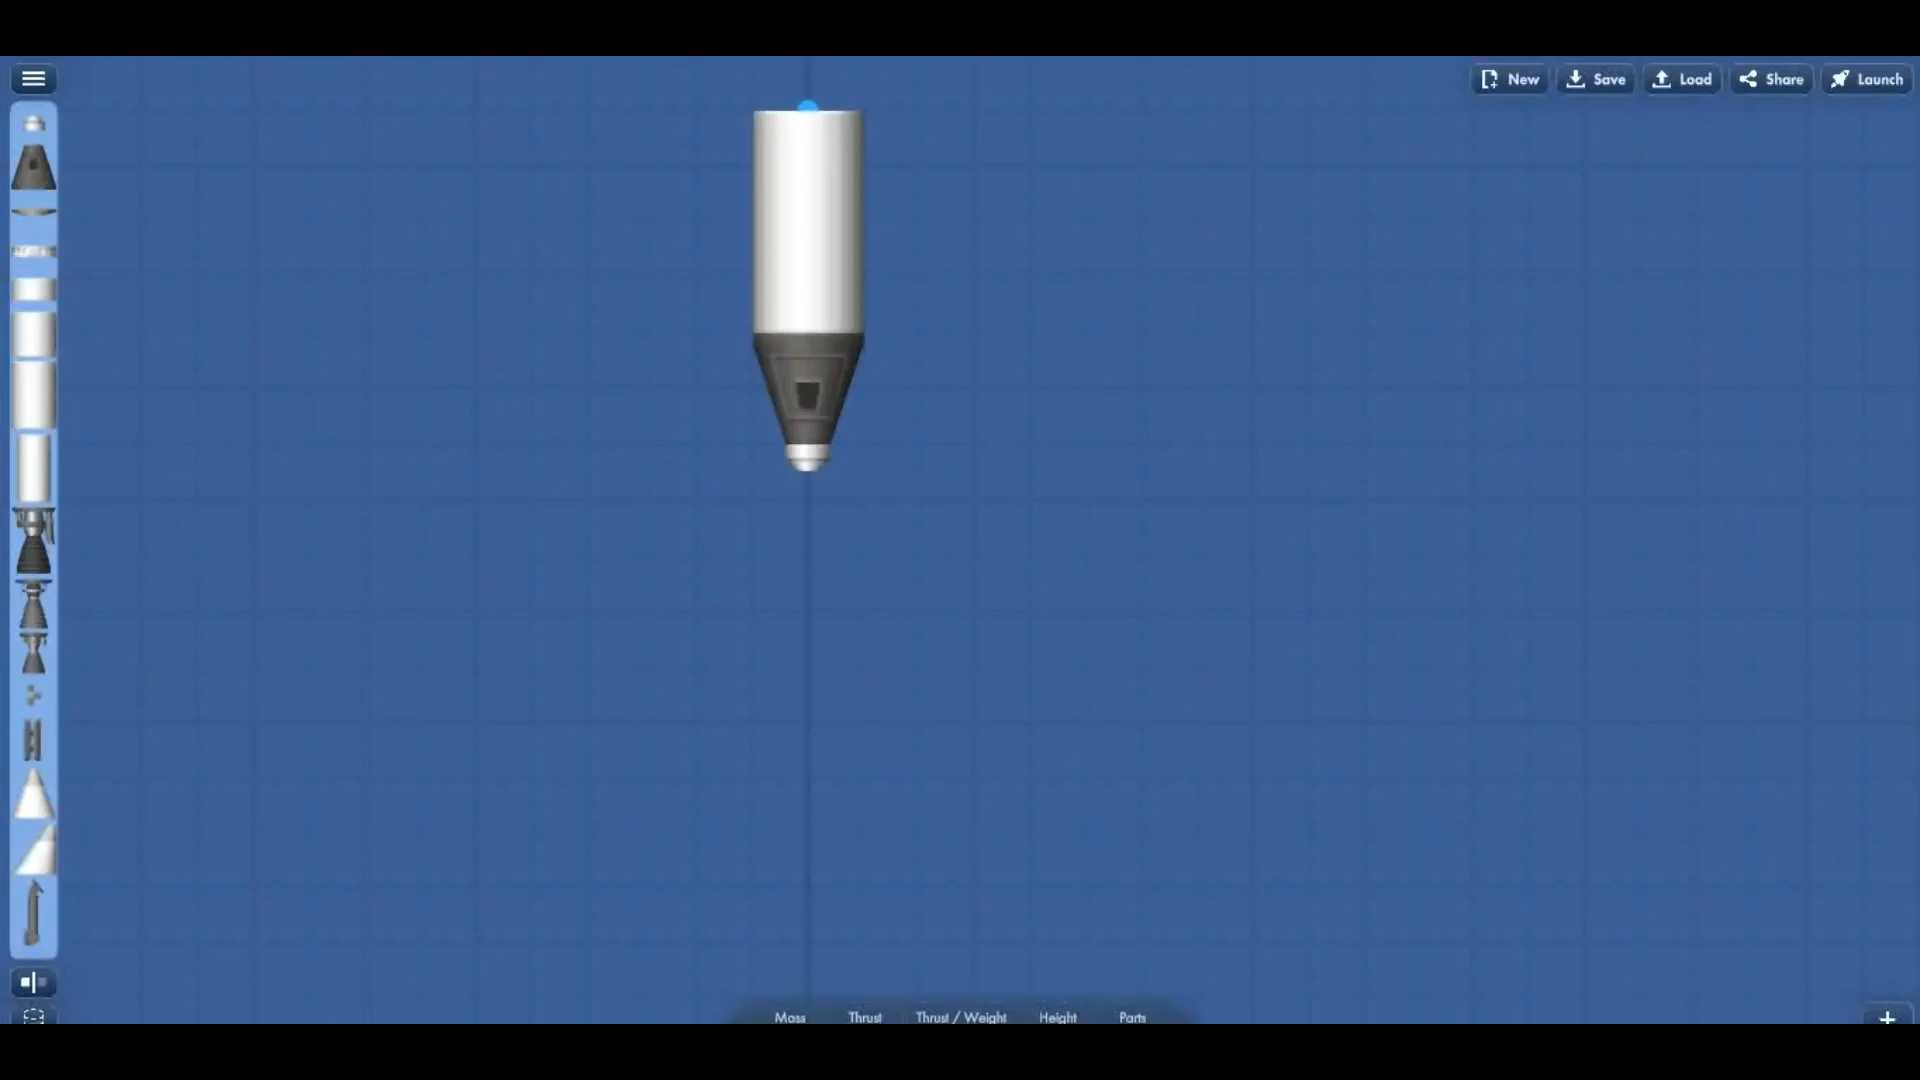 New
Save
Load
Share
Launch
Mass
Thrust
Thrust / Weight
Height
Parts